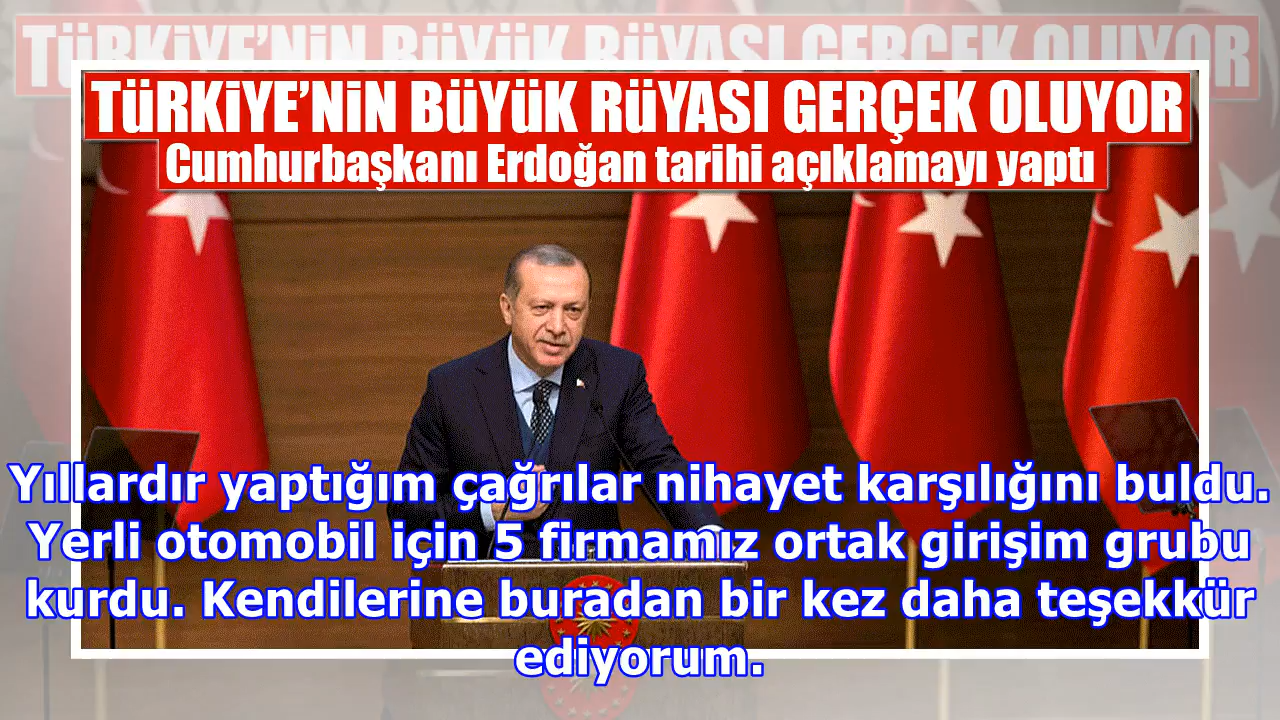 TÜRKİYE'NİN BÜYÜK RÜYASI GERÇEK OLUYOR
TÜRKİYE'NİN BÜYÜK RÜYASI GERÇEK OLUYOR
Cumhurbaşkanı Erdoğan tarihi açıklamayı yaptı
Yıllardır yaptığım çağrılar nihayet karşılığını buldu.
Yerli otomobil için 5 firmamız ortak girişim grubu
kurdu. Kendilerine buradan bir kez daha teşekkür
ediyorum.